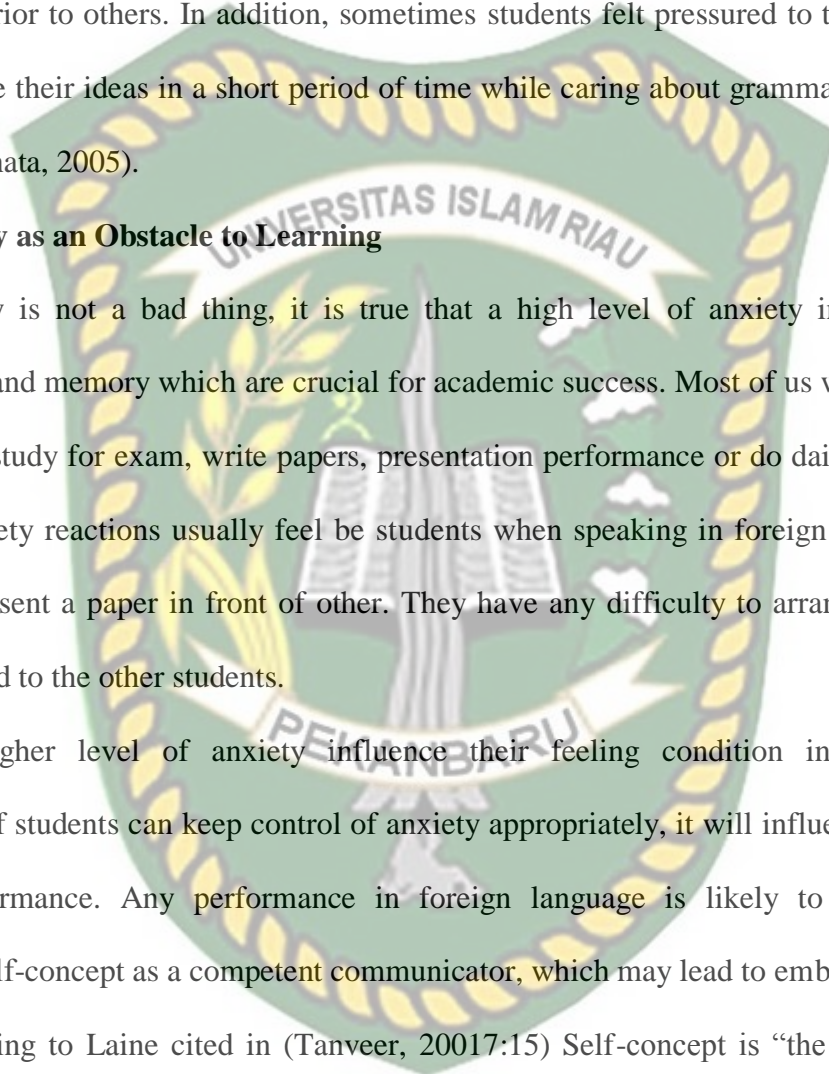 rior to others. In addition, sometimes students felt pressured to t
e their ideas in a short period of time while caring about gramma
nata, 2005).
UNIVERSITAS ISLAM RIAU
y as an Obstacle to Learning
y is not a bad thing, it is true that a high level of anxiety in
and memory which are crucial for academic success. Most of us w
study for exam, write papers, presentation performance or do dai
ety reactions usually feel be students when speaking in foreign
sent a paper in front of other. They have any difficulty to arran
d to the other students.
PEKANBARU
gher level of anxiety influence their feeling condition in
f students can keep control of anxiety appropriately, it will influe
rmance. Any performance in foreign language is likely to
lf-concept as a competent communicator, which may lead to emb
ing to Laine cited in (Tanveer, 20017:15) Self-concept is “the